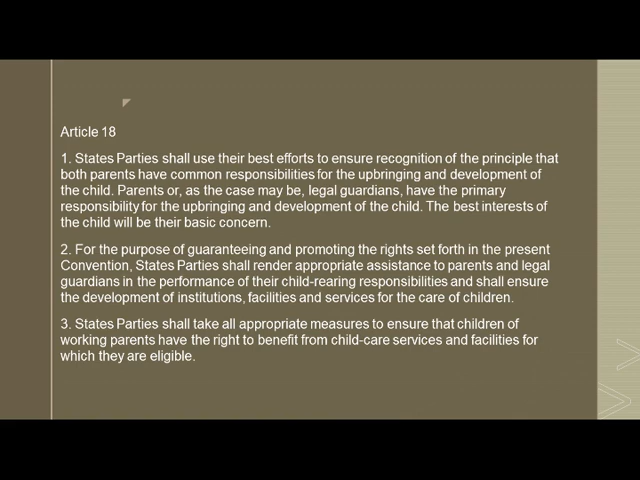 Article 18
1. States Parties shall use their best efforts to ensure recognition of the principle that
both parents have common responsibilities for the upbringing and development of
the child. Parents or, as the case may be, legal guardians, have the primary
responsibility for the upbringing and development of the child. The best interests of
the child will be their basic concern.
2. For the purpose of guaranteeing and promoting the rights set forth in the present
Convention, States Parties shall render appropriate assistance to parents and legal
guardians in the performance of their child-rearing responsibilities and shall ensure
the development of institutions, facilities and services for the care of children.
3. States Parties shall take all appropriate measures to ensure that children of
working parents have the right to benefit from child-care services and facilities for
which they are eligible.